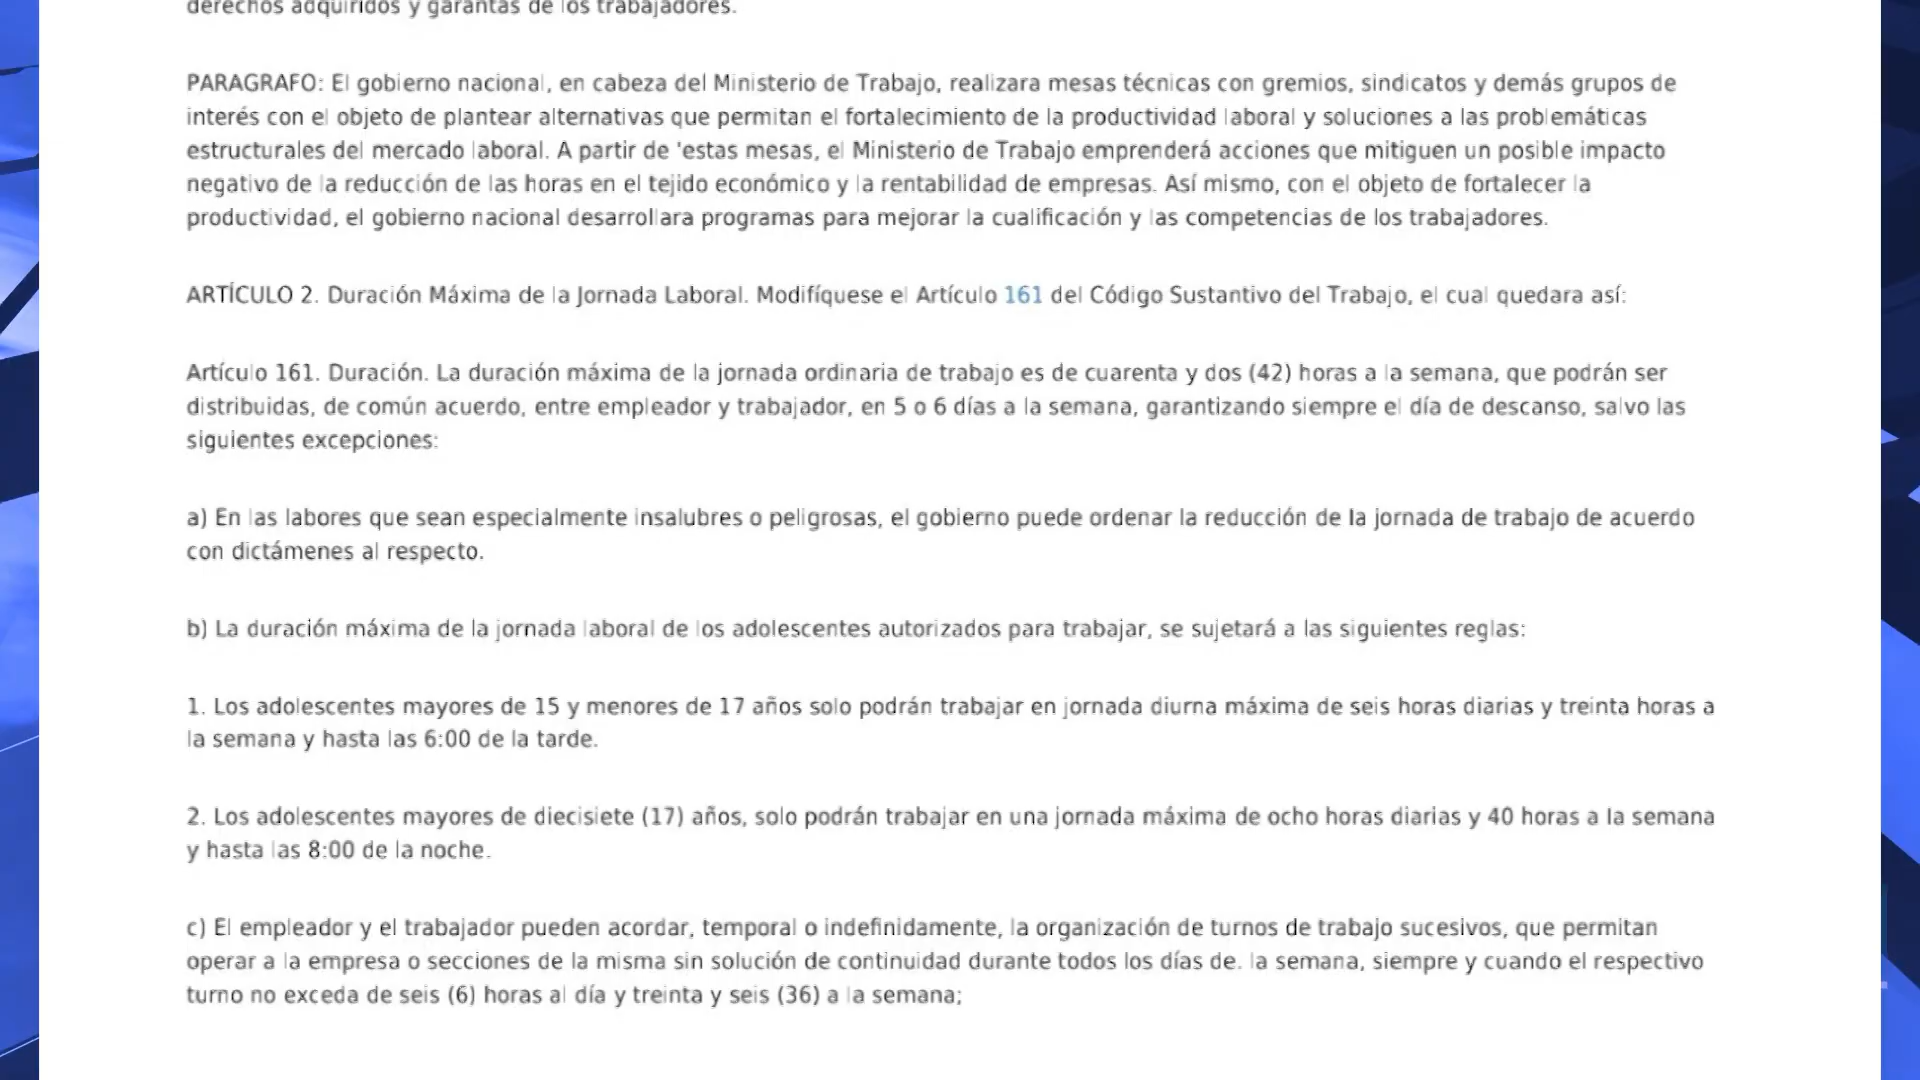 derechos adquiridos y garantas de los trabajadores.
PARAGRAFO: El gobierno nacional, en cabeza del Ministerio de Trabajo, realizara mesas técnicas con gremios, sindicatos y demás grupos de
interés con el objeto de plantear alternativas que permitan el fortalecimiento de la productividad laboral y soluciones a las problemáticas
estructurales del mercado laboral. A partir de 'estas mesas, el Ministerio de Trabajo emprenderá acciones que mitiguen un posible impacto
negativo de la reducción de las horas en el tejido económico y la rentabilidad de empresas. Así mismo, con el objeto de fortalecer la
productividad, el gobierno nacional desarrollara programas para mejorar la cualificación y las competencias de los trabajadores.
ARTÍCULO 2. Duración Máxima de la Jornada Laboral. Modifíquese el Artículo 161 del Código Sustantivo del Trabajo, el cual quedara así:
Artículo 161. Duración. La duración máxima de la jornada ordinaria de trabajo es de cuarenta y dos (42) horas a la semana, que podrán ser
distribuidas, de común acuerdo, entre empleador y trabajador, en 5 o 6 días a la semana, garantizando siempre el día de descanso, salvo las
siguientes excepciones:
a) En las labores que sean especialmente insalubres o peligrosas, el gobierno puede ordenar la reducción de la jornada de trabajo de acuerdo
con dictámenes al respecto.
b) La duración máxima de la jornada laboral de los adolescentes autorizados para trabajar, se sujetará a las siguientes reglas:
1. Los adolescentes mayores de 15 y menores de 17 años solo podrán trabajar en jornada diurna máxima de seis horas diarias y treinta horas a
la semana y hasta las 6:00 de la tarde.
2. Los adolescentes mayores de diecisiete (17) años, solo podrán trabajar en una jornada máxima de ocho horas diarias y 40 horas a la semana
y hasta las 8:00 de la noche.
c) El empleador y el trabajador pueden acordar, temporal o indefinidamente, la organización de turnos de trabajo sucesivos, que permitan
operar a la empresa o secciones de la misma sin solución de continuidad durante todos los días de. la semana, siempre y cuando el respectivo
turno no exceda de seis (6) horas al día y treinta y seis (36) a la semana;